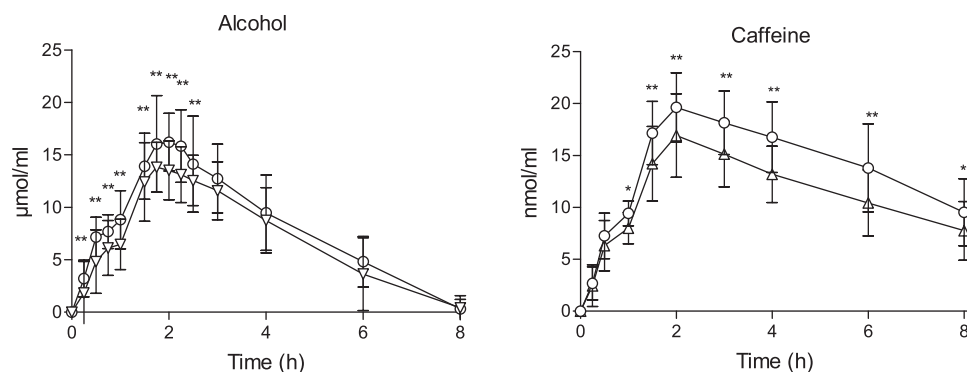 Alcohol
25
20
15
10
5
0
µmol/ml
** ** ** ** ** ** ** ** **
0 2 4 6 8
Time (h)
Caffeine
25
20
15
10
5
0
nmol/ml
* ** ** ** ** ** *
0 2 4 6 8
Time (h)